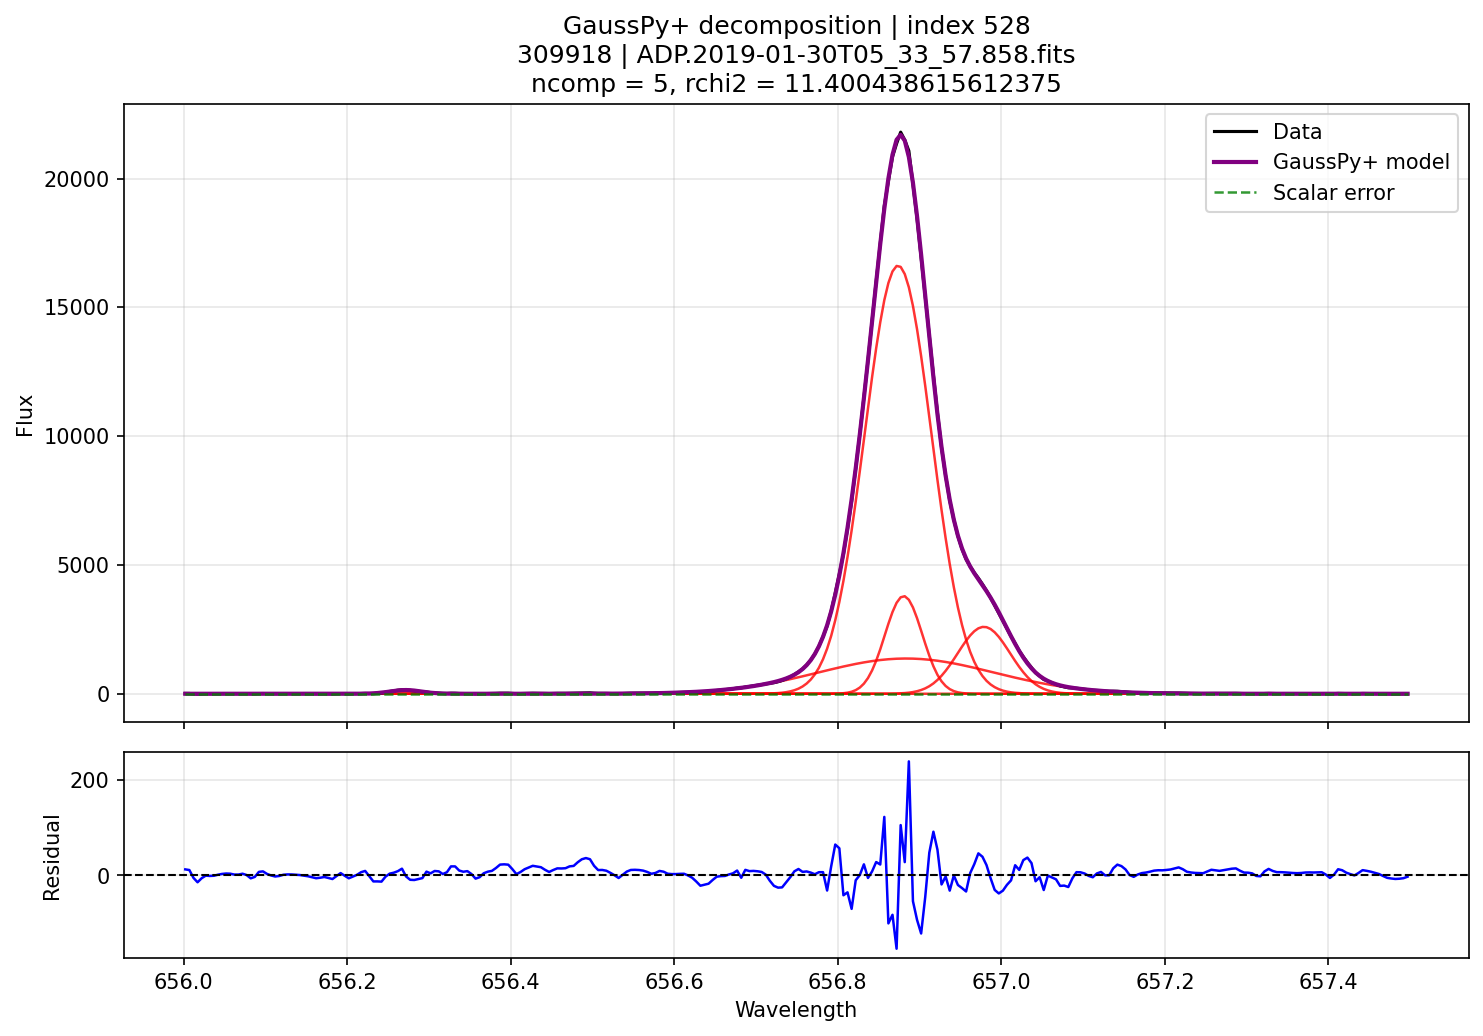 GaussPy+ decomposition | index 528
309918 | ADP.2019-01-30T05_33_57.858.fits
ncomp = 5, rchi2 = 11.400438615612375
Data
GaussPy+ model
Scalar error
Flux
20000
15000
10000
5000
0
Residual
200
0
656.0 656.2 656.4 656.6 656.8 657.0 657.2 657.4
Wavelength